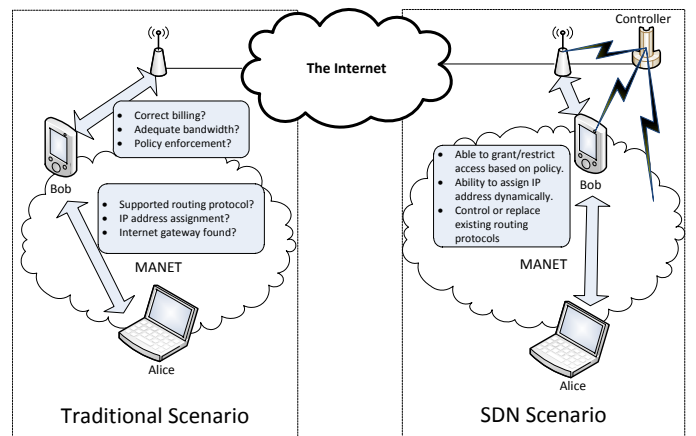 Controller
The Internet
• Correct billing?
• Adequate bandwidth?
• Policy enforcement?
Bob
• Supported routing protocol?
• IP address assignment?
• Internet gateway found?
MANET
Alice
Traditional Scenario
• Able to grant/restrict
access based on policy.
• Ability to assign IP
address dynamically.
• Control or replace
existing routing
protocols
Bob
MANET
Alice
SDN Scenario